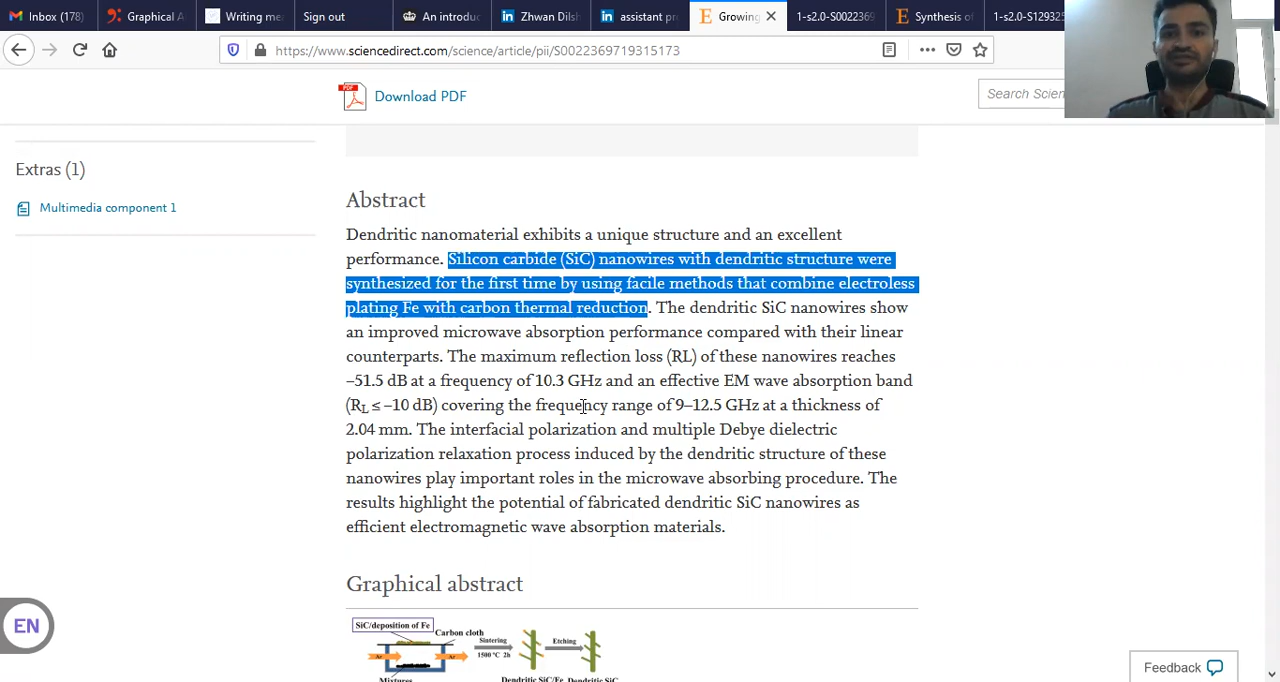 Inbox (178)
Graphical A
Writing me
Sign out
An introdu
Zhwan Dilsh
assistant pr
Growing
1-s2.0-S0022369
Synthesis of
1-s2.0-S129325
https://www.sciencedirect.com/science/article/pii/S0022369719315173
Download PDF
Search Scien
Extras (1)
Multimedia component 1
Abstract
Dendritic nanomaterial exhibits a unique structure and an excellent
performance. Silicon carbide (SiC) nanowires with dendritic structure were
synthesized for the first time by using facile methods that combine electroless
plating Fe with carbon thermal reduction. The dendritic SiC nanowires show
an improved microwave absorption performance compared with their linear
counterparts. The maximum reflection loss (RL) of these nanowires reaches
−51.5 dB at a frequency of 10.3 GHz and an effective EM wave absorption band
(RL ≤ −10 dB) covering the frequency range of 9–12.5 GHz at a thickness of
2.04 mm. The interfacial polarization and multiple Debye dielectric
polarization relaxation process induced by the dendritic structure of these
nanowires play important roles in the microwave absorbing procedure. The
results highlight the potential of fabricated dendritic SiC nanowires as
efficient electromagnetic wave absorption materials.
Graphical abstract
SiC/deposition of Fe
Carbon cloth
Sintering
Etching
Ar
Ar
1500 °C 2h
Mixtures
Dendritic SiC/Fe
Dendritic SiC
EN
Feedback